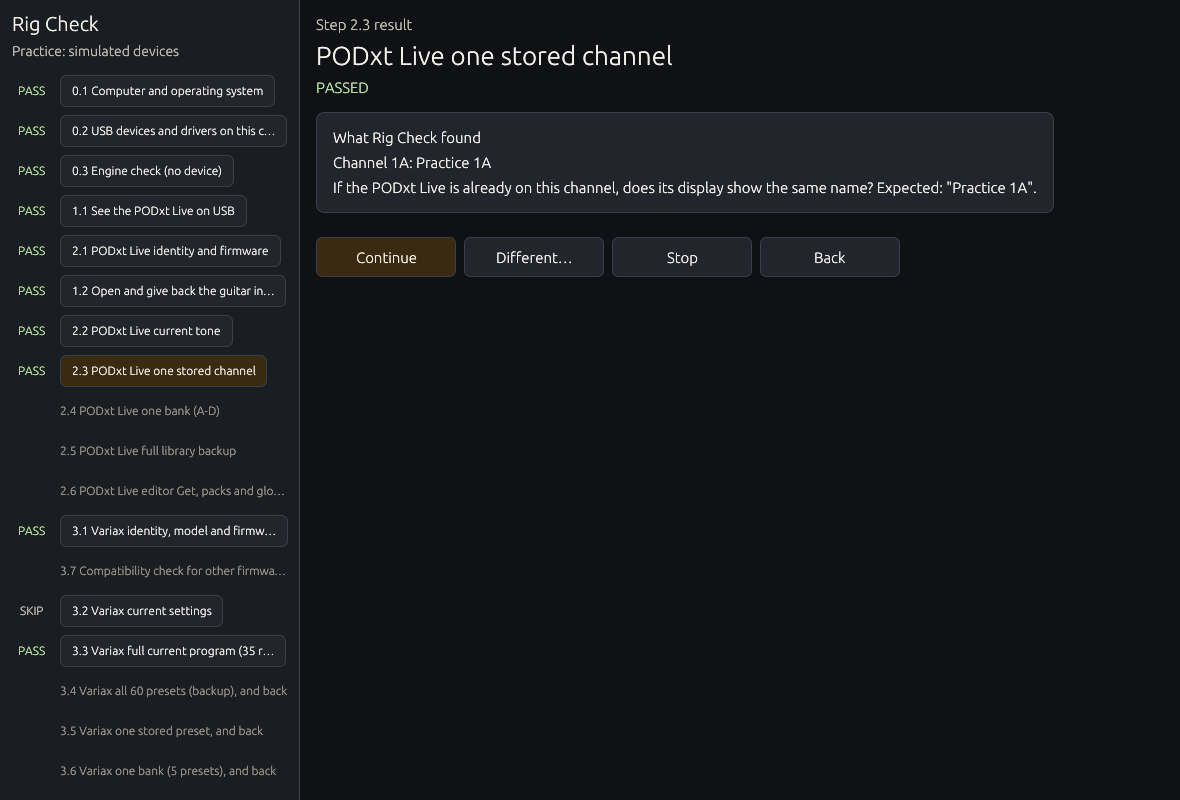 Rig Check
Practice: simulated devices
PASS 0.1 Computer and operating system
PASS 0.2 USB devices and drivers on this c...
PASS 0.3 Engine check (no device)
PASS 1.1 See the PODxt Live on USB
PASS 2.1 PODxt Live identity and firmware
PASS 1.2 Open and give back the guitar in...
PASS 2.2 PODxt Live current tone
PASS 2.3 PODxt Live one stored channel
2.4 PODxt Live one bank (A-D)
2.5 PODxt Live full library backup
2.6 PODxt Live editor Get, packs and glo...
PASS 3.1 Variax identity, model and firmw...
3.7 Compatibility check for other firmwa...
SKIP 3.2 Variax current settings
PASS 3.3 Variax full current program (35 r...
3.4 Variax all 60 presets (backup), and back
3.5 Variax one stored preset, and back
3.6 Variax one bank (5 presets), and back
Step 2.3 result
PODxt Live one stored channel
PASSED
What Rig Check found
Channel 1A: Practice 1A
If the PODxt Live is already on this channel, does its display show the same name? Expected: "Practice 1A".
Continue Different... Stop Back